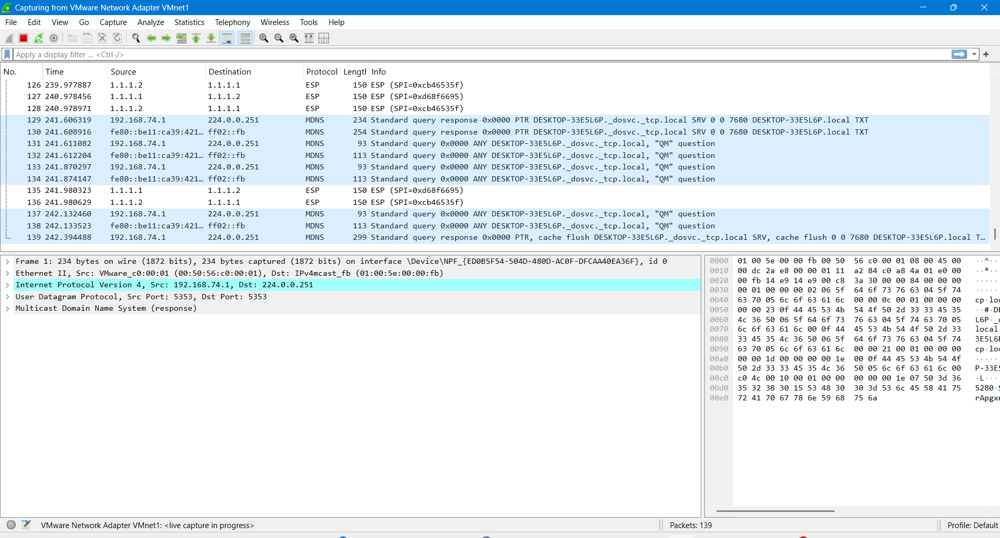 Capturing from VMware Network Adapter VMnet1
File Edit View Go Capture Analyze Statistics Telephony Wireless Tools Help
Apply a display filter ... <Ctrl-/>
No. Time Source Destination Protocol Length Info
126 239.977887 1.1.1.2 1.1.1.1 ESP 150 ESP (SPI=0xcb46535f)
127 240.978456 1.1.1.1 1.1.1.2 ESP 150 ESP (SPI=0xd68f6695)
128 240.978971 1.1.1.2 1.1.1.1 ESP 150 ESP (SPI=0xcb46535f)
129 241.606319 192.168.74.1 224.0.0.251 MDNS 234 Standard query response 0x0000 PTR DESKTOP-33E5L6P._dosvc._tcp.local SRV 0 0 7680 DESKTOP-33E5L6P.local TXT
130 241.608916 fe80::be11:ca39:421… ff02::fb MDNS 254 Standard query response 0x0000 PTR DESKTOP-33E5L6P._dosvc._tcp.local SRV 0 0 7680 DESKTOP-33E5L6P.local TXT
131 241.611082 192.168.74.1 224.0.0.251 MDNS 93 Standard query 0x0000 ANY DESKTOP-33E5L6P._dosvc._tcp.local, "QM" question
132 241.612204 fe80::be11:ca39:421… ff02::fb MDNS 113 Standard query 0x0000 ANY DESKTOP-33E5L6P._dosvc._tcp.local, "QM" question
133 241.870297 192.168.74.1 224.0.0.251 MDNS 93 Standard query 0x0000 ANY DESKTOP-33E5L6P._dosvc._tcp.local, "QM" question
134 241.874147 fe80::be11:ca39:421… ff02::fb MDNS 113 Standard query 0x0000 ANY DESKTOP-33E5L6P._dosvc._tcp.local, "QM" question
135 241.980323 1.1.1.1 1.1.1.2 ESP 150 ESP (SPI=0xd68f6695)
136 241.980629 1.1.1.2 1.1.1.1 ESP 150 ESP (SPI=0xcb46535f)
137 242.132460 192.168.74.1 224.0.0.251 MDNS 93 Standard query 0x0000 ANY DESKTOP-33E5L6P._dosvc._tcp.local, "QM" question
138 242.133523 fe80::be11:ca39:421… ff02::fb MDNS 113 Standard query 0x0000 ANY DESKTOP-33E5L6P._dosvc._tcp.local, "QM" question
139 242.394488 192.168.74.1 224.0.0.251 MDNS 299 Standard query response 0x0000 PTR, cache flush DESKTOP-33E5L6P._dosvc._tcp.local SRV, cache flush 0 0 7680 DESKTOP-33E5L6P.local T…
Frame 1: 234 bytes on wire (1872 bits), 234 bytes captured (1872 bits) on interface \Device\NPF_{ED0B5F54-504D-480D-AC0F-DFCAA40EA36F}, id 0
Ethernet II, Src: VMware_c0:00:01 (00:50:56:c0:00:01), Dst: IPv4mcast_fb (01:00:5e:00:00:fb)
Internet Protocol Version 4, Src: 192.168.74.1, Dst: 224.0.0.251
User Datagram Protocol, Src Port: 5353, Dst Port: 5353
Multicast Domain Name System (response)
0000 01 00 5e 00 00 fb 00 50 56 c0 00 01 08 00 45 00 ··^··
0010 00 dc 2a e8 00 00 01 11 a2 84 c0 a8 4a 01 e0 00 ··*··
0020 00 fb 14 e9 14 e9 00 c8 3a 30 00 00 84 00 00 00 ·····
0030 00 01 00 00 00 02 06 5f 64 6f 73 76 63 04 5f 74 ·····
0040 63 70 05 6c 6f 63 61 6c 00 00 0c 00 01 00 00 00 cp·loc
0050 00 00 23 0f 44 45 53 4b 54 4f 50 2d 33 33 45 35 ··#·DE
0060 4c 36 50 06 5f 64 6f 73 76 63 04 5f 74 63 70 05 L6P·_d
0070 6c 6f 63 61 6c 00 0f 44 45 53 4b 54 4f 50 2d 33 local
0080 33 45 35 4c 36 50 06 5f 64 6f 73 76 63 04 5f 74 3E5L6P
0090 63 70 05 6c 6f 63 61 6c 00 00 21 00 01 00 00 00 cp·loc
00a0 00 00 1d 00 00 00 00 1e 00 0f 44 45 53 4b 54 4f ·····
00b0 50 2d 33 33 45 35 4c 36 50 05 6c 6f 63 61 6c 00 P-33E5
00c0 c0 4c 00 10 00 01 00 00 00 00 00 1e 07 50 3d 36 ·L···
00d0 35 32 38 30 15 53 48 30 30 3d 53 6c 45 58 41 75 5280·S
00e0 72 41 70 67 78 6e 59 68 75 6a rApgxn
VMware Network Adapter VMnet1: <live capture in progress>
Packets: 139
Profile: Default